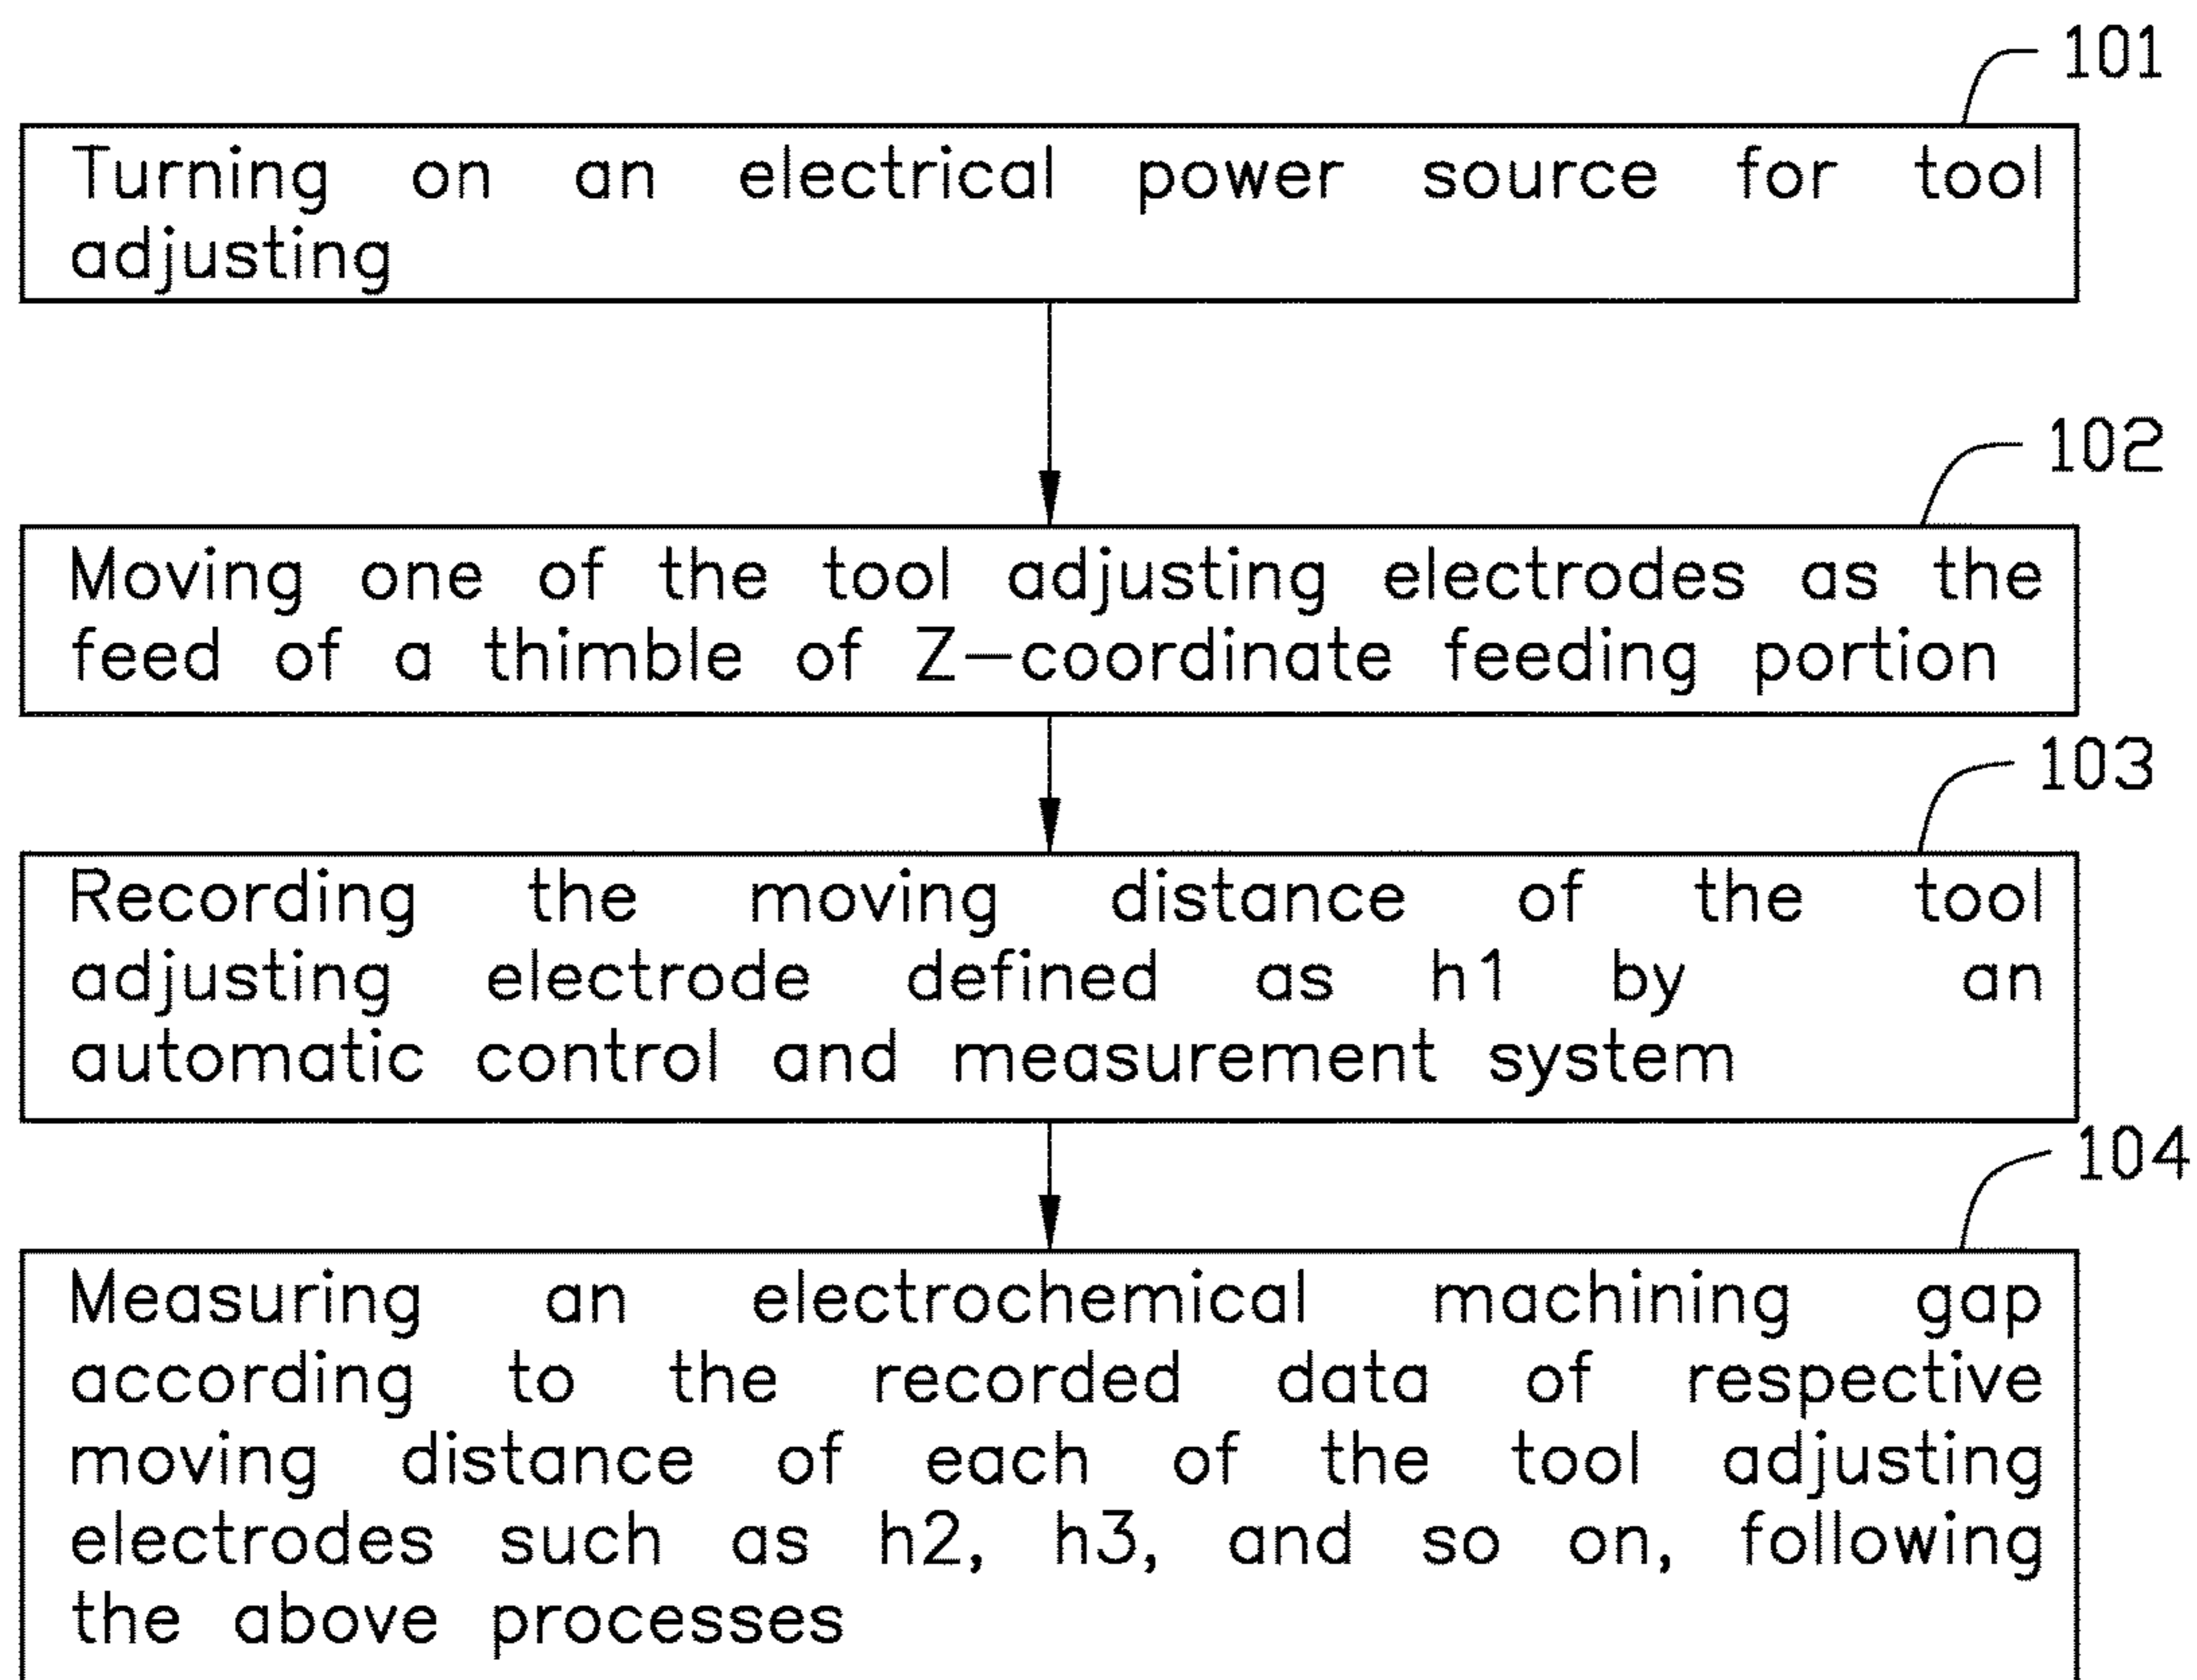 101
Turning on an electrical power source for tool
adjusting
102
Moving one of the tool adjusting electrodes as the
feed of a thimble of Z-coordinate feeding portion
103
Recording the moving distance of the tool
adjusting electrode defined as h1 by an
automatic control and measurement system
104
Measuring an electrochemical machining gap
according to the recorded data of respective
moving distance of each of the tool adjusting
electrodes such as h2, h3, and so on, following
the above processes